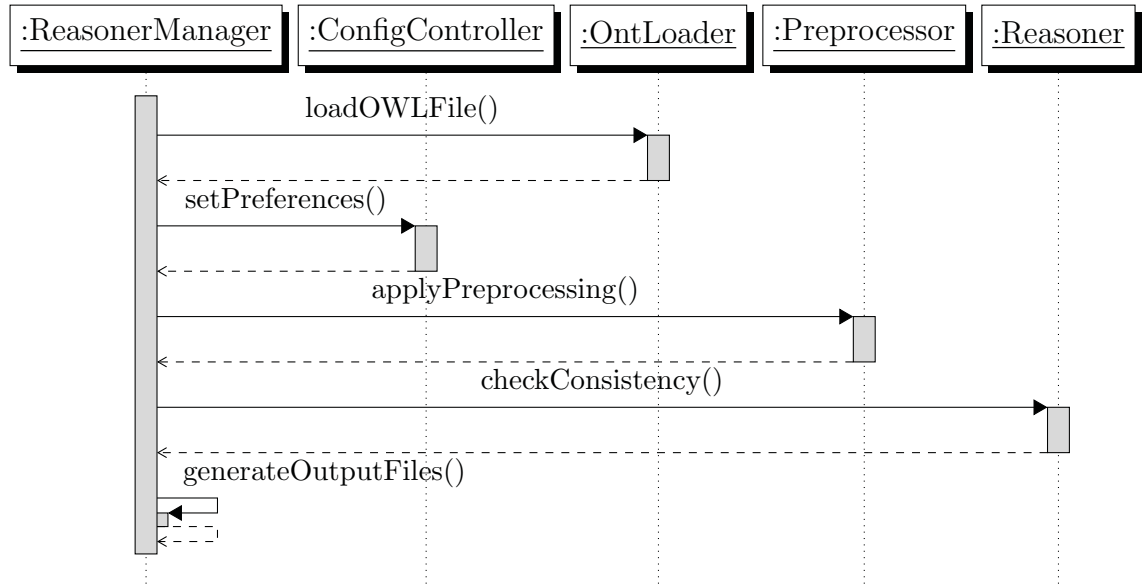 :ReasonerManager :ConfigController :OntLoader :Preprocessor :Reasoner
loadOWLFile()
setPreferences()
applyPreprocessing()
checkConsistency()
generateOutputFiles()